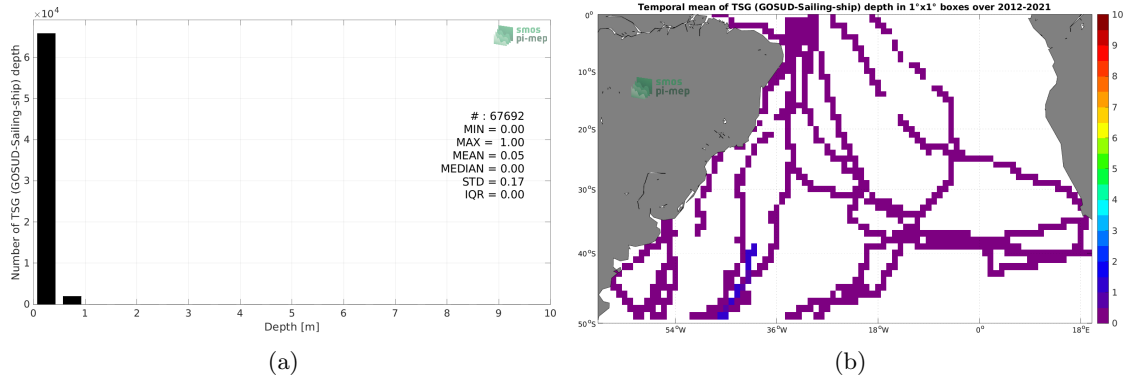 ×10⁴
6
5
4
3
2
1
0
Number of TSG (GOSUD-Sailing-ship) depth
smos
pi-mep
# : 67692
MIN = 0.00
MAX = 1.00
MEAN = 0.05
MEDIAN = 0.00
STD = 0.17
IQR = 0.00
0 1 2 3 4 5 6 7 8 9 10
Depth [m]
(a)
Temporal mean of TSG (GOSUD-Sailing-ship) depth in 1°x1° boxes over 2012-2021
0°
10°S
20°S
30°S
40°S
50°S
smos
pi-mep
54°W 36°W 18°W 0° 18°E
10
9
8
7
6
5
4
3
2
1
0
(b)